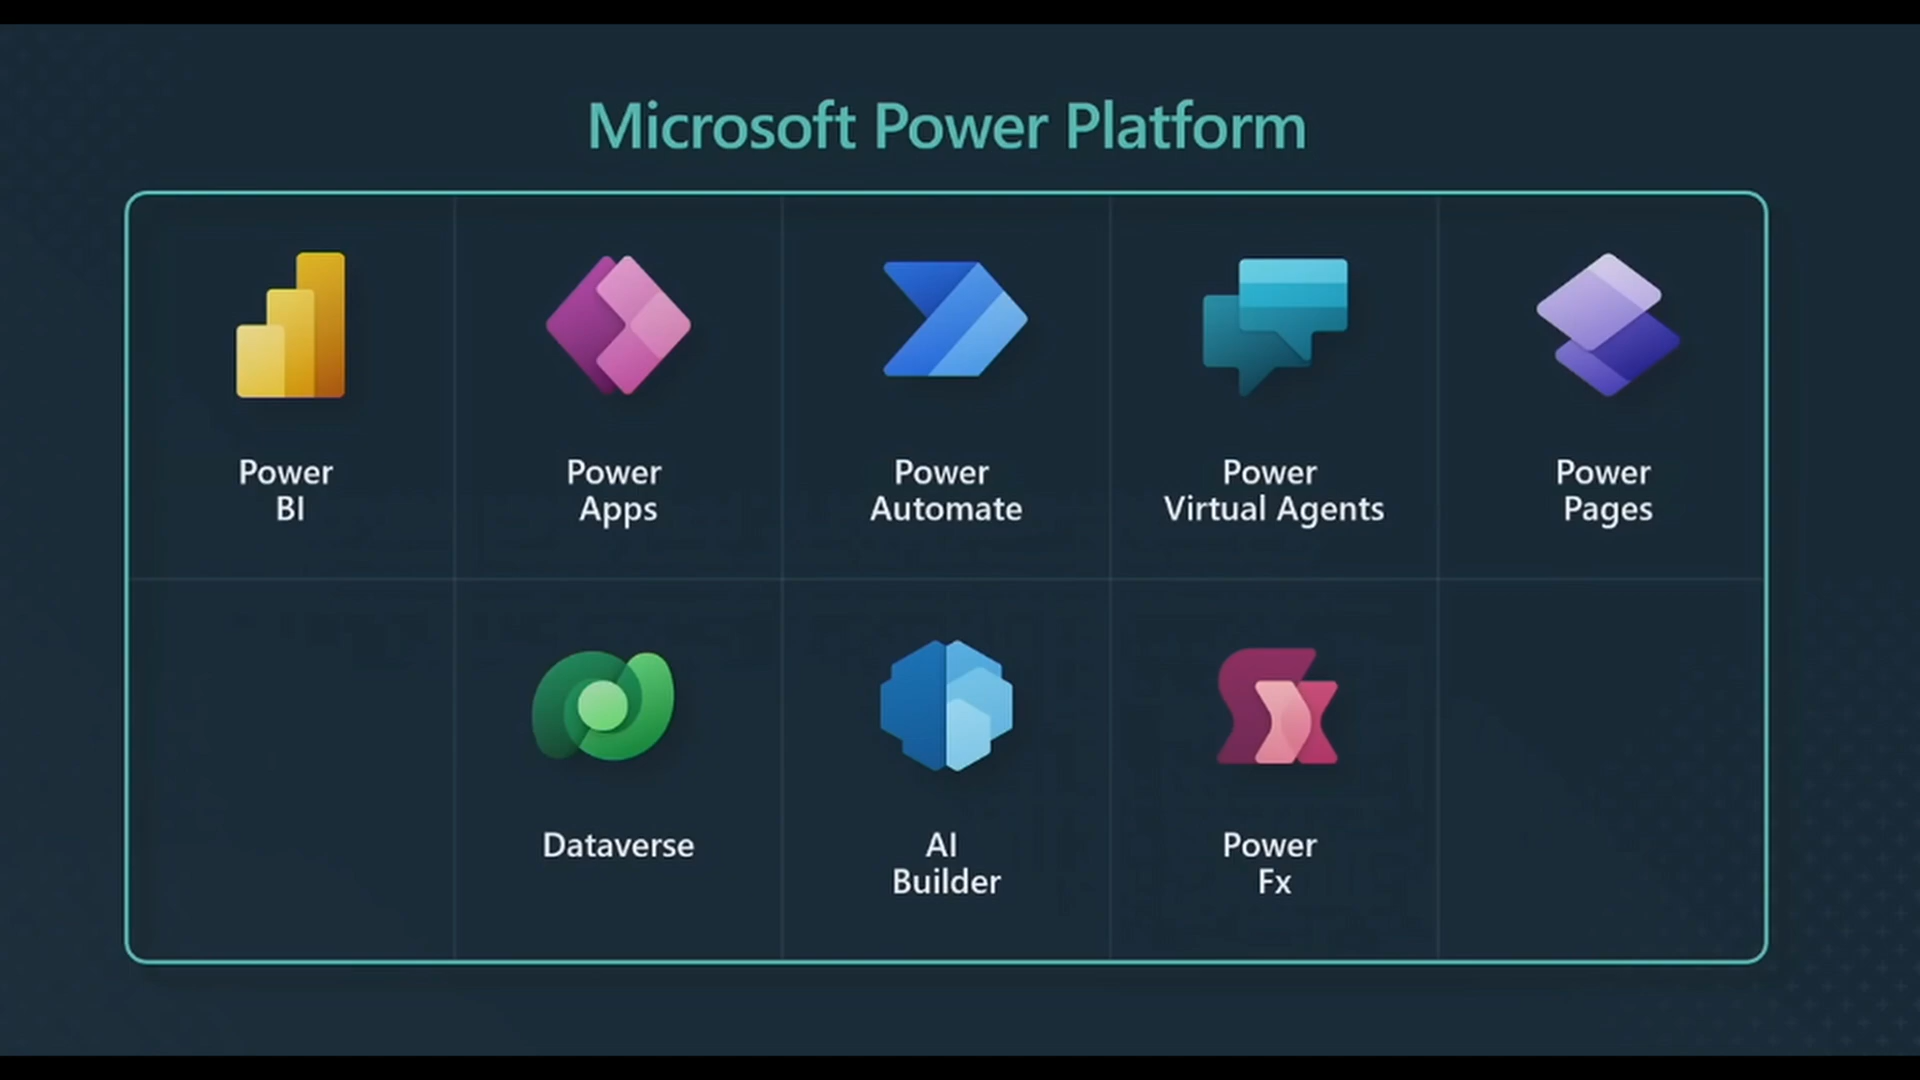 Microsoft Power Platform
Power
BI
Power
Apps
Power
Automate
Power
Virtual Agents
Power
Pages
Dataverse
AI
Builder
Power
Fx